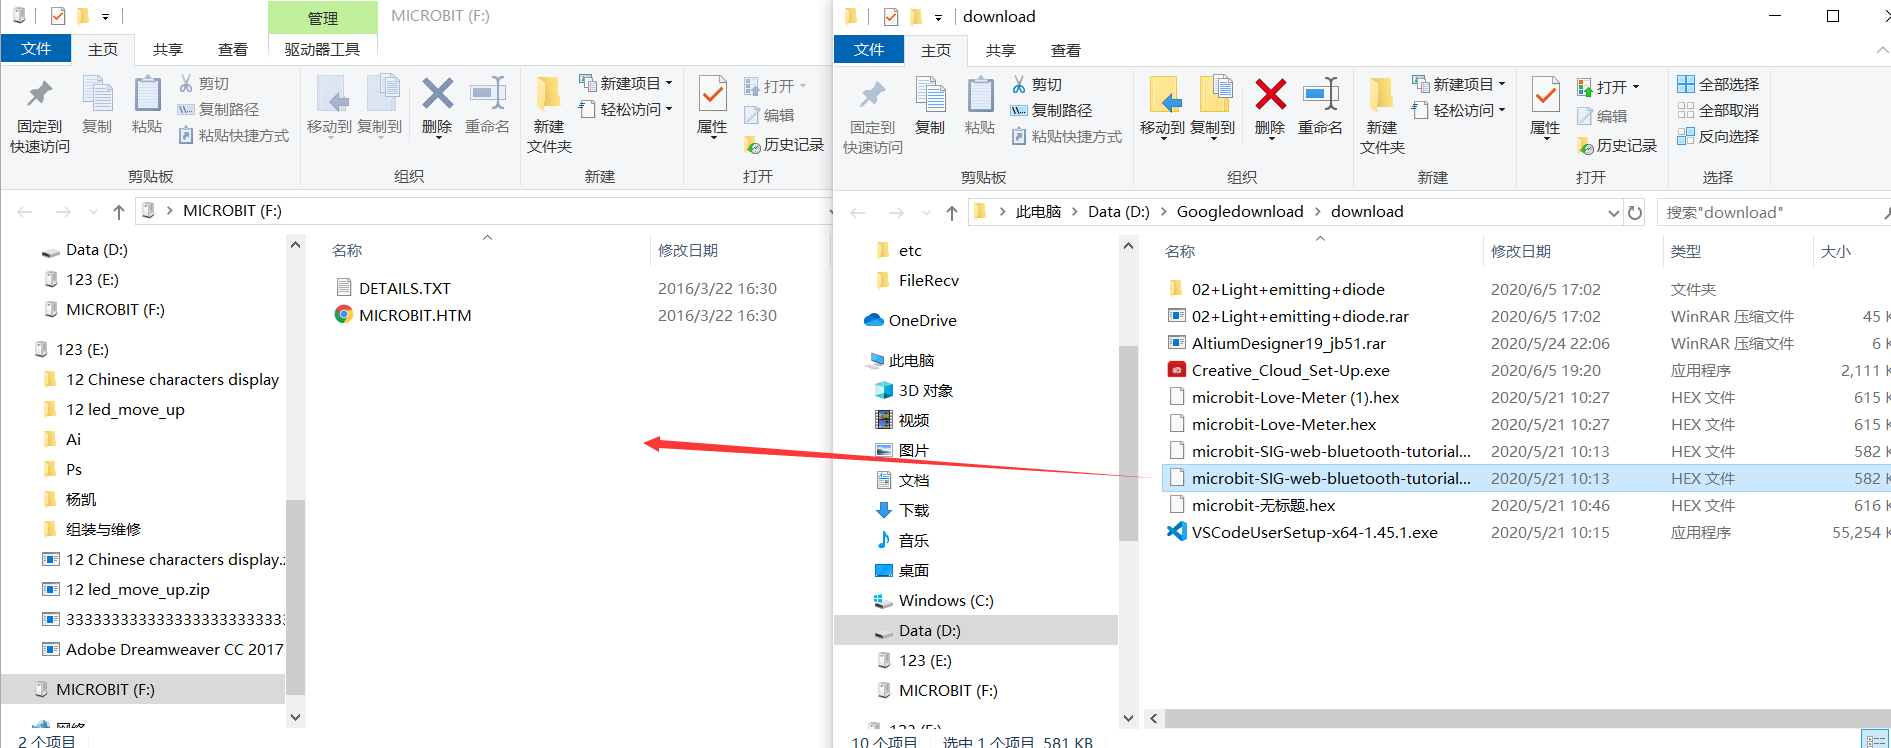 管理
MICROBIT (F:)
文件
主页
共享
查看
驱动器工具
固定到
快速访问
复制
粘贴
剪切
复制路径
粘贴快捷方式
剪贴板
移动到
复制到
删除
重命名
组织
新建
文件夹
新建项目
轻松访问
新建
属性
打开
编辑
历史记录
打开
MICROBIT (F:)
Data (D:)
123 (E:)
MICROBIT (F:)
123 (E:)
12 Chinese characters display
12 led_move_up
Ai
Ps
杨凯
组装与维修
12 Chinese characters display.
12 led_move_up.zip
Adobe Dreamweaver CC 2017
MICROBIT (F:)
网络
名称 修改日期
DETAILS.TXT 2016/3/22 16:30
MICROBIT.HTM 2016/3/22 16:30
2 个项目
download
文件
主页
共享
查看
固定到
快速访问
复制
粘贴
剪切
复制路径
粘贴快捷方式
剪贴板
移动到
复制到
删除
重命名
组织
新建
文件夹
新建项目
轻松访问
新建
属性
打开
编辑
历史记录
打开
全部选择
全部取消
反向选择
选择
此电脑 Data (D:) Googledownload download
搜索"download"
etc
FileRecv
OneDrive
此电脑
3D 对象
视频
图片
文档
下载
音乐
桌面
Windows (C:)
Data (D:)
123 (E:)
MICROBIT (F:)
123 (E:)
名称 修改日期 类型 大小
02+Light+emitting+diode 2020/6/5 17:02 文件夹
02+Light+emitting+diode.rar 2020/6/5 17:02 WinRAR 压缩文件 45 K
AltiumDesigner19_jb51.rar 2020/5/24 22:06 WinRAR 压缩文件 6 K
Creative_Cloud_Set-Up.exe 2020/6/5 19:20 应用程序 2,111 K
microbit-Love-Meter (1).hex 2020/5/21 10:27 HEX 文件 615 K
microbit-Love-Meter.hex 2020/5/21 10:27 HEX 文件 615 K
microbit-SIG-web-bluetooth-tutorial... 2020/5/21 10:13 HEX 文件 582 K
microbit-SIG-web-bluetooth-tutorial... 2020/5/21 10:13 HEX 文件 582 K
microbit-无标题.hex 2020/5/21 10:46 HEX 文件 616 K
VSCodeUserSetup-x64-1.45.1.exe 2020/5/21 10:15 应用程序 55,254 K
10 个项目 选中 1 个项目 581 KB